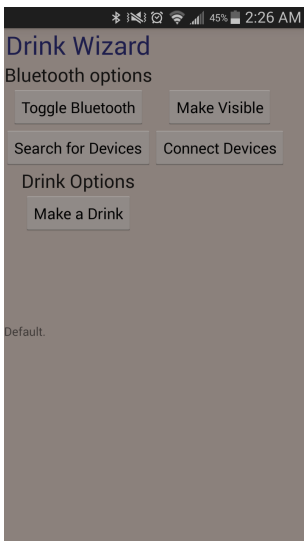 45% 2:26 AM
Drink Wizard
Bluetooth options
Toggle Bluetooth Make Visible
Search for Devices Connect Devices
Drink Options
Make a Drink
Default.